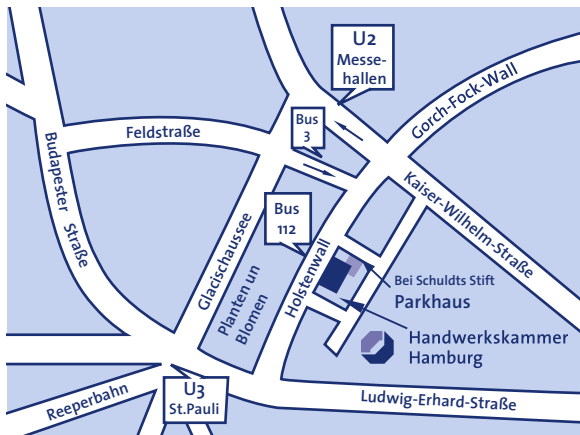 U2
Messe-
hallen
Gorch-Fock-Wall
Bus
3
Feldstraße
Budapester Straße
Kaiser-Wilhelm-Straße
Bus
112
Glacischaussee
Planten un
Blomen
Holstenwall
Bei Schuldts Stift
Parkhaus
Handwerkskammer
Hamburg
U3
St.Pauli
Reeperbahn
Ludwig-Erhard-Straße